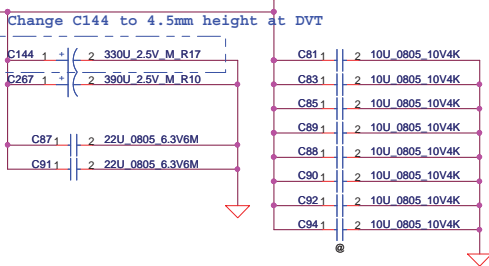 Change C144 to 4.5mm height at DVT
C144 1 + 2 330U_2.5V_M_R17
C267 1 + 2 390U_2.5V_M_R10
C87 1 2 22U_0805_6.3V6M
C91 1 2 22U_0805_6.3V6M
C81 1 2 10U_0805_10V4K
C83 1 2 10U_0805_10V4K
C85 1 2 10U_0805_10V4K
C89 1 2 10U_0805_10V4K
C88 1 2 10U_0805_10V4K
C90 1 2 10U_0805_10V4K
C92 1 2 10U_0805_10V4K
C94 1 2 10U_0805_10V4K
@